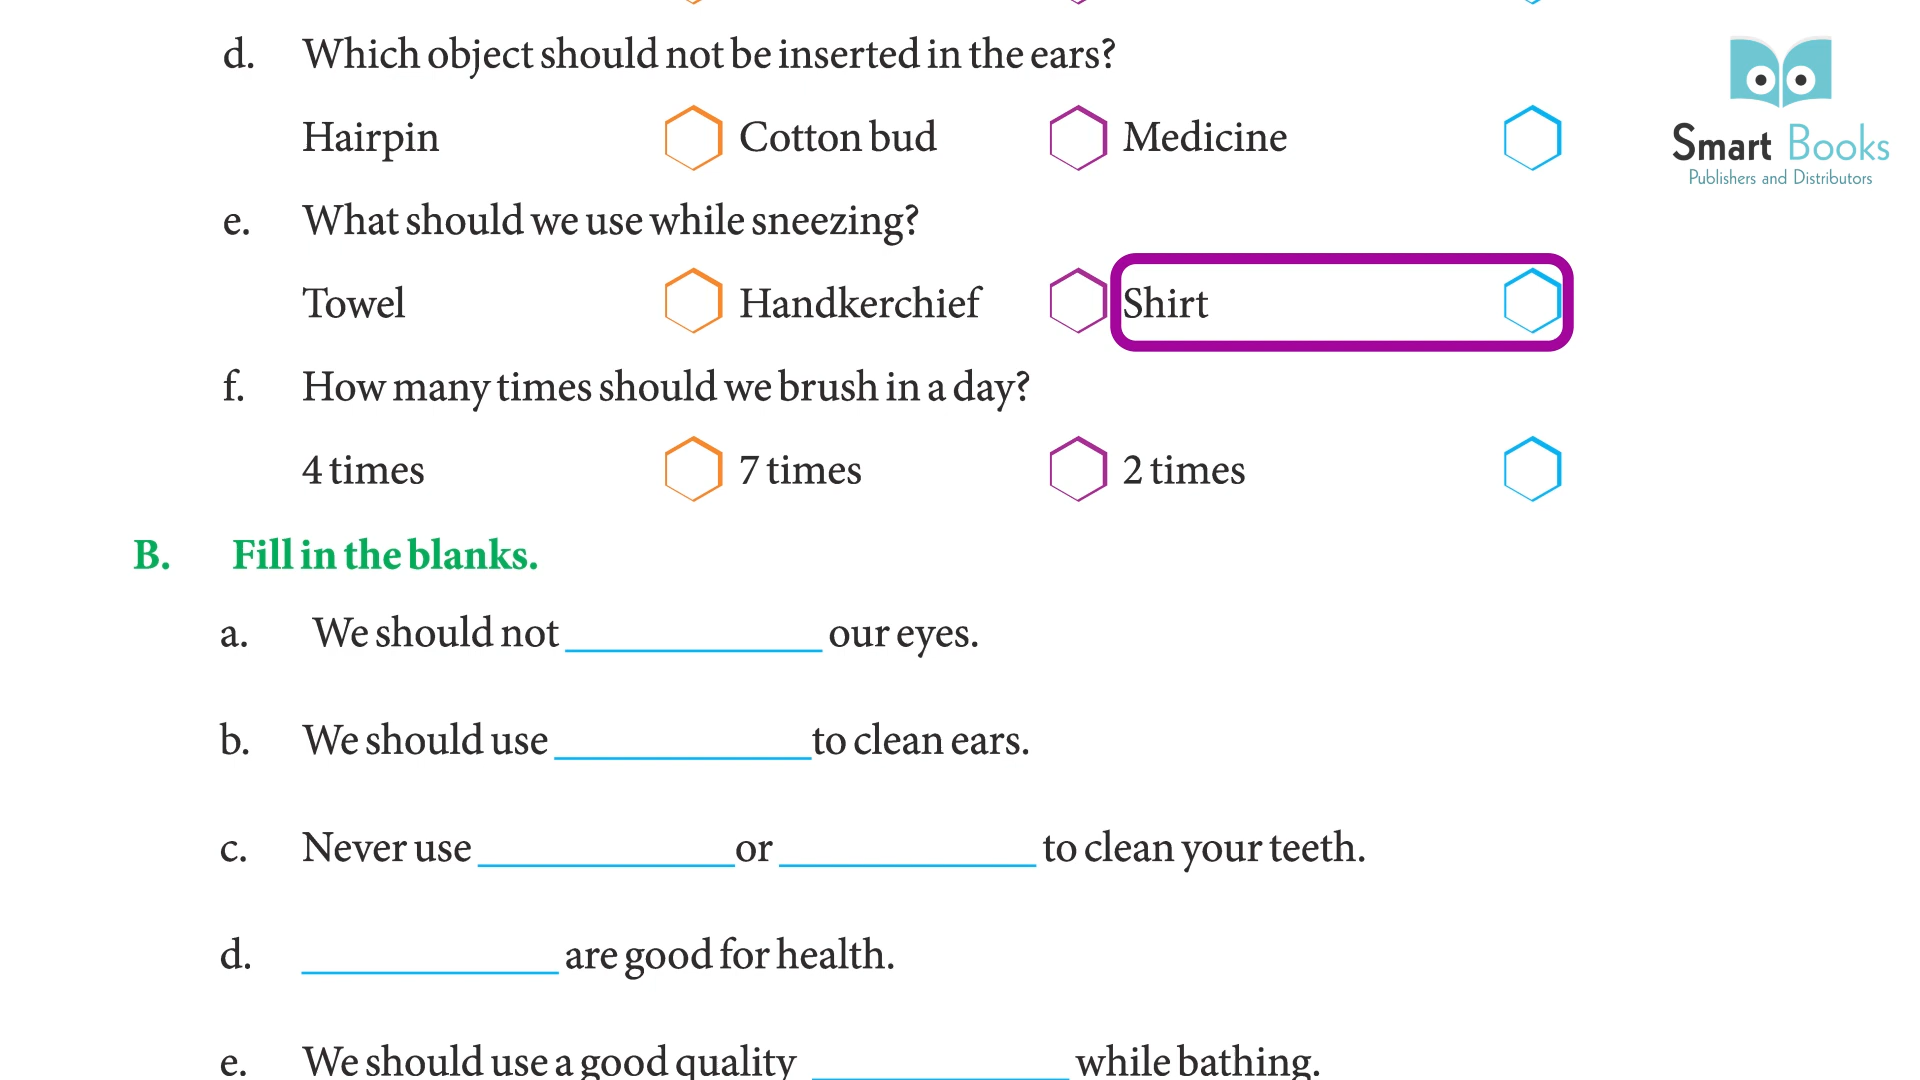 d. Which object should not be inserted in the ears?
Hairpin Cotton bud Medicine
e. What should we use while sneezing?
Towel Handkerchief Shirt
f. How many times should we brush in a day?
4 times 7 times 2 times
B. Fill in the blanks.
a. We should not ____________ our eyes.
b. We should use ____________to clean ears.
c. Never use ____________or ____________ to clean your teeth.
d. ____________ are good for health.
e. We should use a good quality ____________ while bathing.
Smart Books
Publishers and Distributors